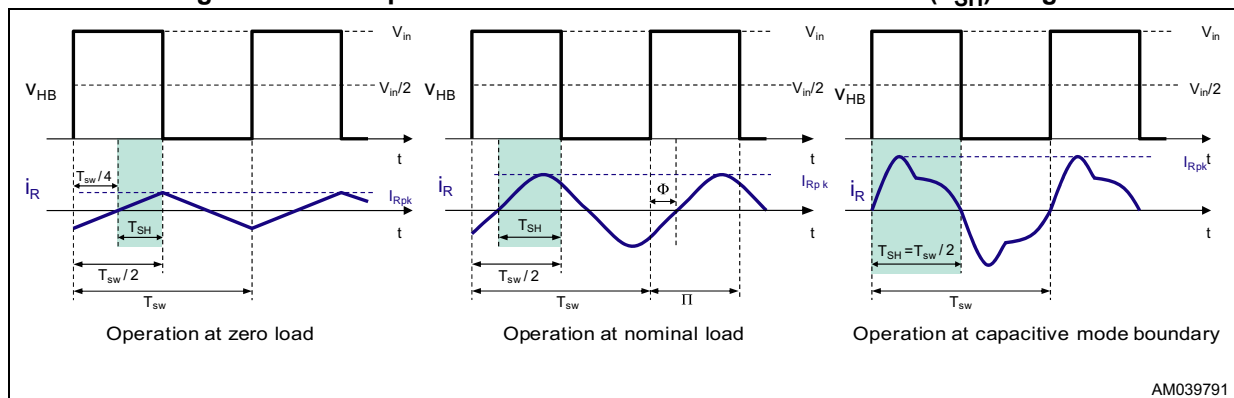 V_in
V_in/2
V_HB
t
T_sw/4
i_R
I_Rpk
t
T_SH
T_sw/2
T_sw
Operation at zero load
V_in
V_in/2
V_HB
t
Φ
i_R
I_Rpk
t
T_SH
T_sw/2
T_sw
Π
Operation at nominal load
V_in
V_in/2
V_HB
t
i_R
I_Rpk
t
T_SH = T_sw/2
T_sw
Operation at capacitive mode boundary
AM039791